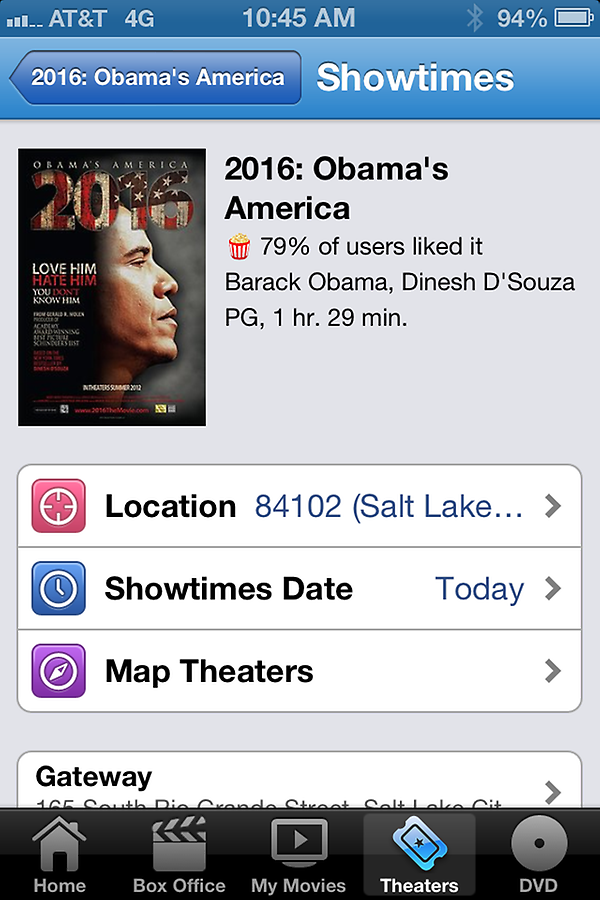 AT&T 4G 10:45 AM 94%
2016: Obama's America
Showtimes
OBAMA'S AMERICA
2016
LOVE HIM
HATE HIM
YOU DON'T
KNOW HIM
FROM GERALD R. MOLEN
PRODUCER OF
ACADEMY
AWARD WINNING
BEST PICTURE
SCHINDLER'S LIST
BASED ON THE
NEW YORK TIMES
BESTSELLER BY
DINESH D'SOUZA
IN THEATERS SUMMER 2012
www.2016TheMovie.com
2016: Obama's
America
79% of users liked it
Barack Obama, Dinesh D'Souza
PG, 1 hr. 29 min.
Location 84102 (Salt Lake...
Showtimes Date Today
Map Theaters
Gateway
165 South Rio Grande Street, Salt Lake Cit
Home Box Office My Movies Theaters DVD